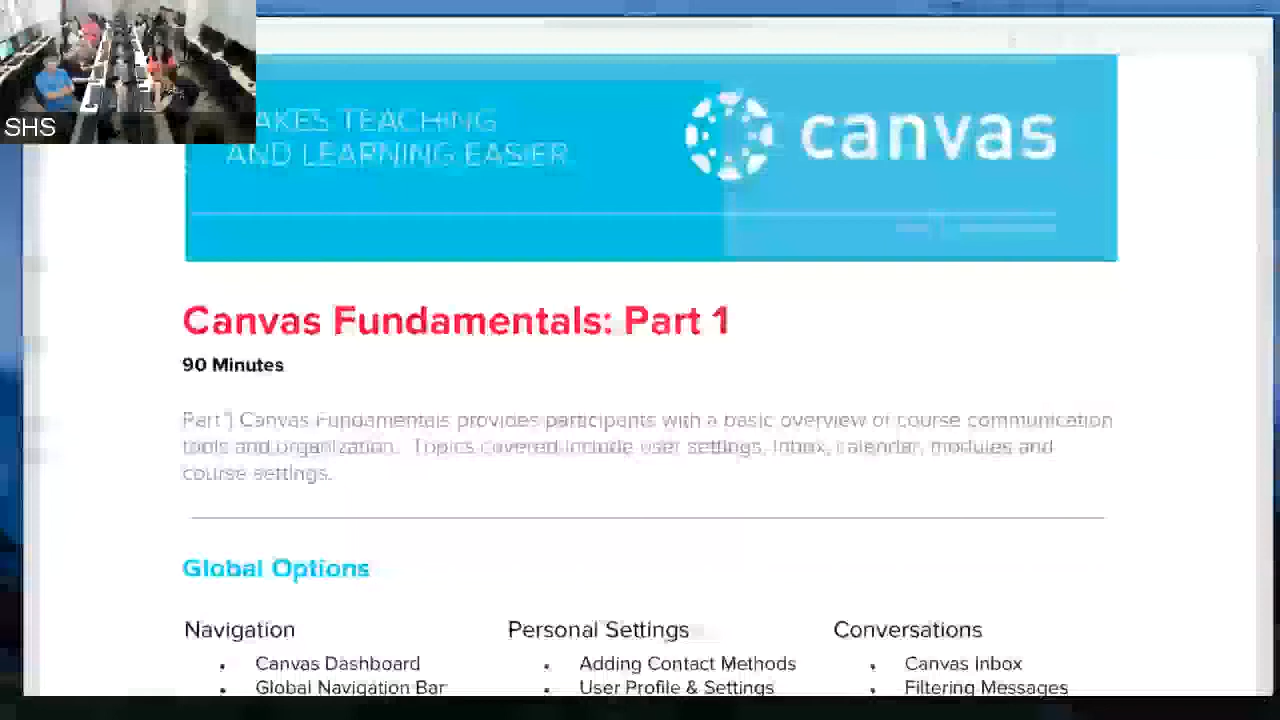 SHS
AKES TEACHING
AND LEARNING EASIER
canvas
Canvas Fundamentals: Part 1
90 Minutes
Part 1 Canvas Fundamentals provides participants with a basic overview of course communication
tools and organization. Topics covered include user settings, Inbox, calendar, modules and
course settings.
Global Options
Navigation
Personal Settings
Conversations
• Canvas Dashboard
• Adding Contact Methods
• Canvas Inbox
• Global Navigation Bar
• User Profile & Settings
• Filtering Messages